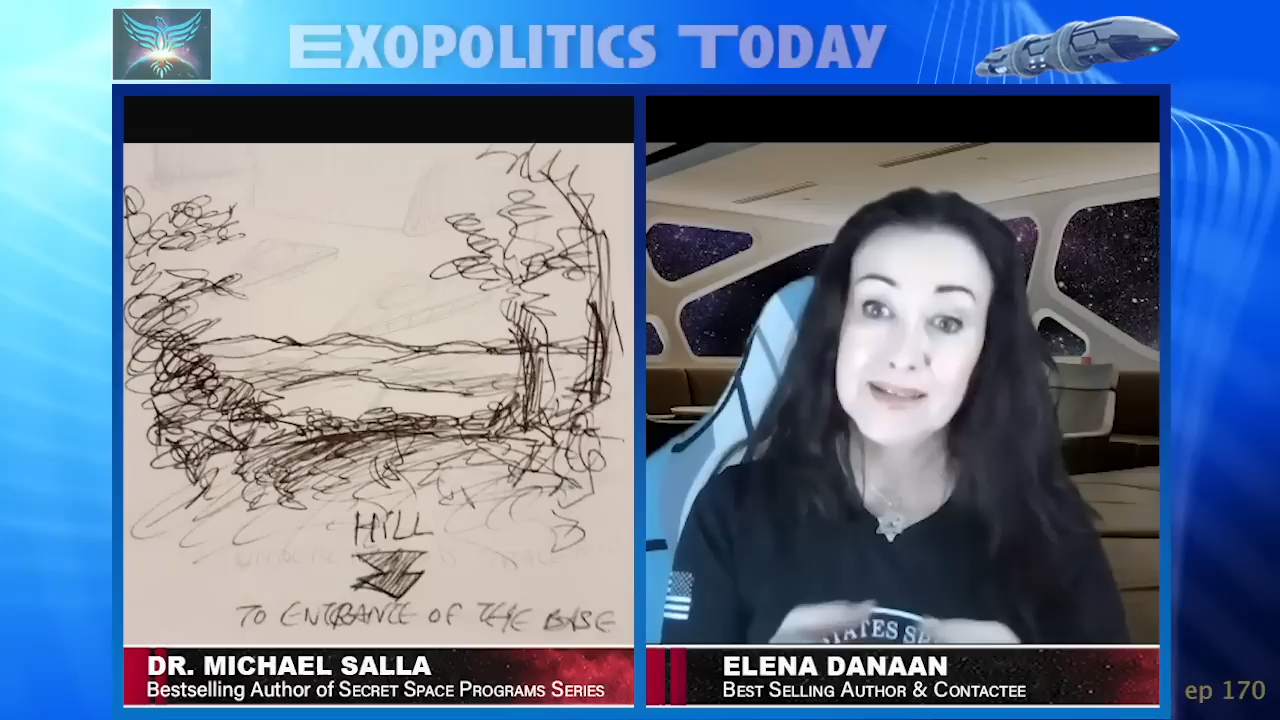 EXOPOLITICS TODAY
HILL
TO ENTRANCE OF THE BASE
DR. MICHAEL SALLA
Bestselling Author of SECRET SPACE PROGRAMS SERIES
ELENA DANAAN
BEST SELLING AUTHOR & CONTACTEE
ep 170